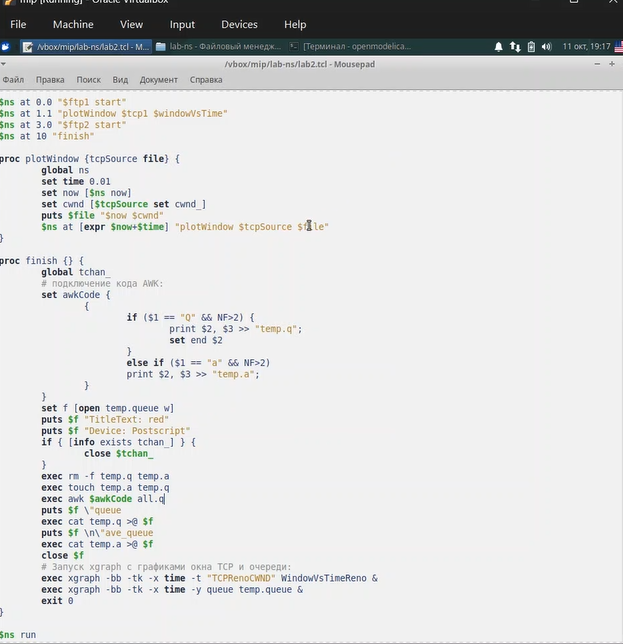 mip [Running] - Oracle VirtualBox
File Machine View Input Devices Help
/vbox/mip/lab-ns/lab2.tcl - M... lab-ns - Файловый менедж... [Терминал - openmodelica... 11 окт, 19:17
/vbox/mip/lab-ns/lab2.tcl - Mousepad
Файл Правка Поиск Вид Документ Справка
$ns at 0.0 "$ftp1 start"
$ns at 1.1 "plotWindow $tcp1 $windowVsTime"
$ns at 3.0 "$ftp2 start"
$ns at 10 "finish"
proc plotWindow {tcpSource file} {
global ns
set time 0.01
set now [$ns now]
set cwnd [$tcpSource set cwnd_]
puts $file "$now $cwnd"
$ns at [expr $now+$time] "plotWindow $tcpSource $file"
}
proc finish {} {
global tchan_
# подключение кода AWK:
set awkCode {
{
if ($1 == "Q" && NF>2) {
print $2, $3 >> "temp.q";
set end $2
}
else if ($1 == "a" && NF>2)
print $2, $3 >> "temp.a";
}
}
set f [open temp.queue w]
puts $f "TitleText: red"
puts $f "Device: Postscript"
if { [info exists tchan_] } {
close $tchan_
}
exec rm -f temp.q temp.a
exec touch temp.a temp.q
exec awk $awkCode all.q
puts $f \"queue
exec cat temp.q >@ $f
puts $f \n\"ave_queue
exec cat temp.a >@ $f
close $f
# Запуск xgraph с графиками окна TCP и очереди:
exec xgraph -bb -tk -x time -t "TCPRenoCWND" WindowVsTimeReno &
exec xgraph -bb -tk -x time -y queue temp.queue &
exit 0
}
$ns run